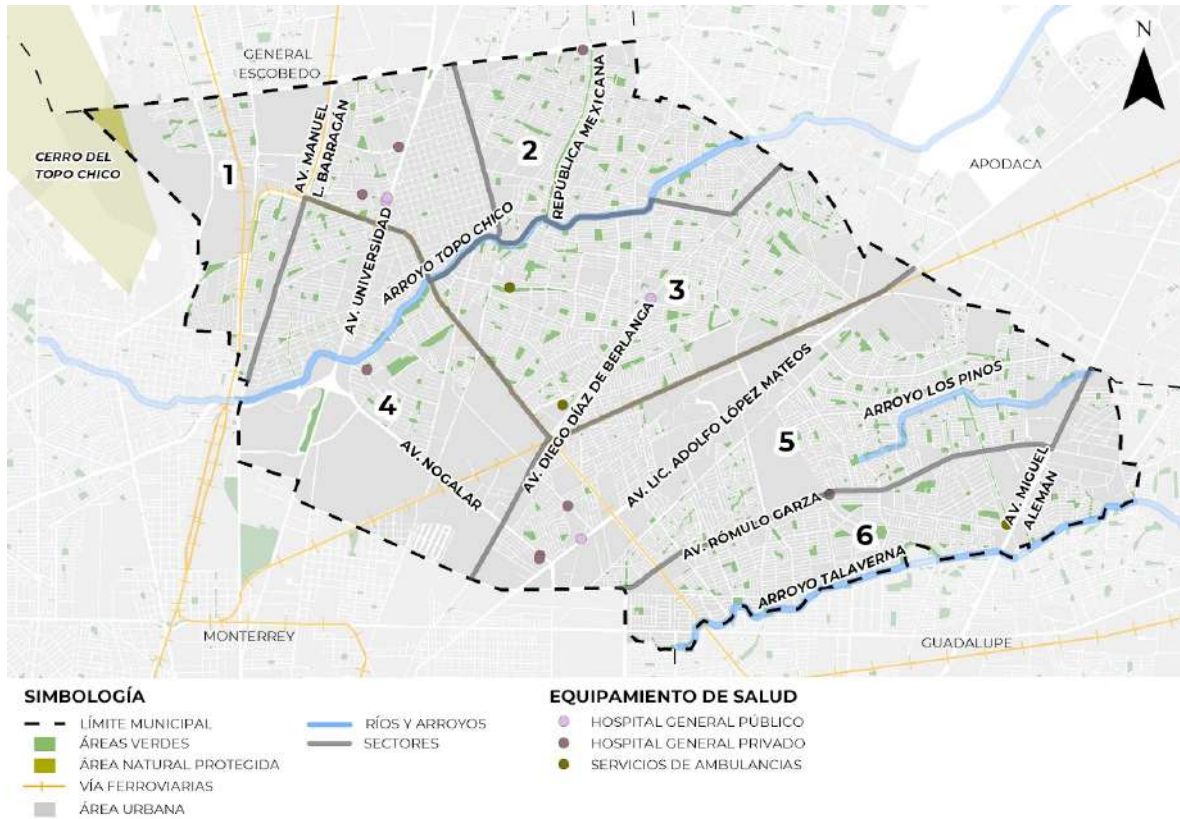 N
GENERAL
ESCOBEDO
APODACA
CERRO DEL
TOPO CHICO
1
AV. MANUEL
L. BARRAGÁN
2
REPÚBLICA MEXICANA
AV. UNIVERSIDAD
ARROYO TOPO CHICO
3
AV. DIEGO DÍAZ DE BERLANGA
4
AV. NOGALAR
AV. LIC. ADOLFO LÓPEZ MATEOS
ARROYO LOS PINOS
5
AV. MIGUEL
ALEMÁN
AV. RÓMULO GARZA
6
ARROYO TALAVERNA
MONTERREY
GUADALUPE
SIMBOLOGÍA
LÍMITE MUNICIPAL
ÁREAS VERDES
ÁREA NATURAL PROTEGIDA
VÍA FERROVIARIAS
ÁREA URBANA
RÍOS Y ARROYOS
SECTORES
EQUIPAMIENTO DE SALUD
HOSPITAL GENERAL PÚBLICO
HOSPITAL GENERAL PRIVADO
SERVICIOS DE AMBULANCIAS